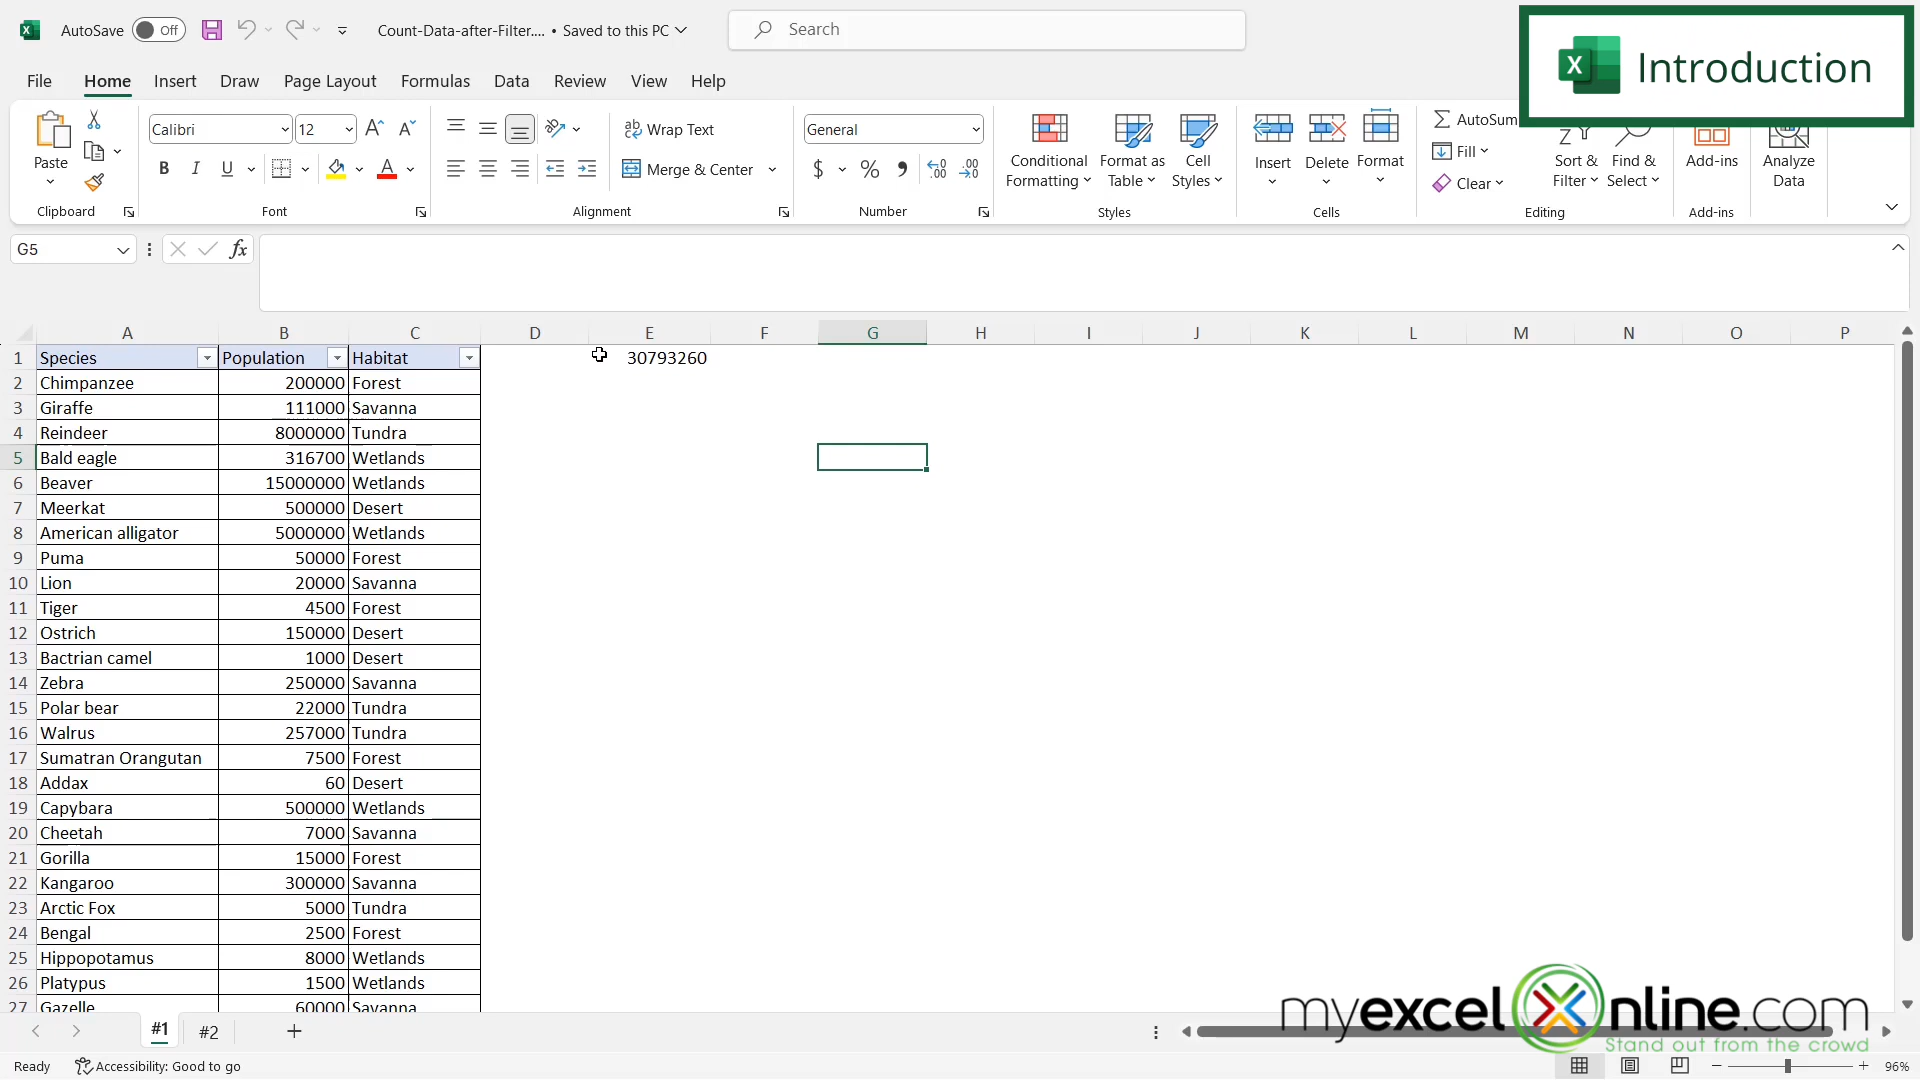 AutoSave Off Count-Data-after-Filter.... • Saved to this PC Search
X Introduction
File Home Insert Draw Page Layout Formulas Data Review View Help
Paste
Clipboard
Calibri 12
B I U A
Font
ab Wrap Text
Merge & Center
Alignment
General
$ % 9 .00
Number
Conditional Formatting
Format as Table
Cell Styles
Styles
Insert Delete Format
Cells
AutoSum
Fill
Clear
Sort & Filter
Find & Select
Editing
Add-ins
Add-ins
Analyze Data
G5 fx
A B C D E F G H I J K L M N O P
1 Species Population Habitat 30793260
2 Chimpanzee 200000 Forest
3 Giraffe 111000 Savanna
4 Reindeer 8000000 Tundra
5 Bald eagle 316700 Wetlands
6 Beaver 15000000 Wetlands
7 Meerkat 500000 Desert
8 American alligator 5000000 Wetlands
9 Puma 50000 Forest
10 Lion 20000 Savanna
11 Tiger 4500 Forest
12 Ostrich 150000 Desert
13 Bactrian camel 1000 Desert
14 Zebra 250000 Savanna
15 Polar bear 22000 Tundra
16 Walrus 257000 Tundra
17 Sumatran Orangutan 7500 Forest
18 Addax 60 Desert
19 Capybara 500000 Wetlands
20 Cheetah 7000 Savanna
21 Gorilla 15000 Forest
22 Kangaroo 300000 Savanna
23 Arctic Fox 5000 Tundra
24 Bengal 2500 Forest
25 Hippopotamus 8000 Wetlands
26 Platypus 1500 Wetlands
27 Gazelle 60000 Savanna
myexcelonline.com
Stand out from the crowd
#1 #2
Ready Accessibility: Good to go 96%